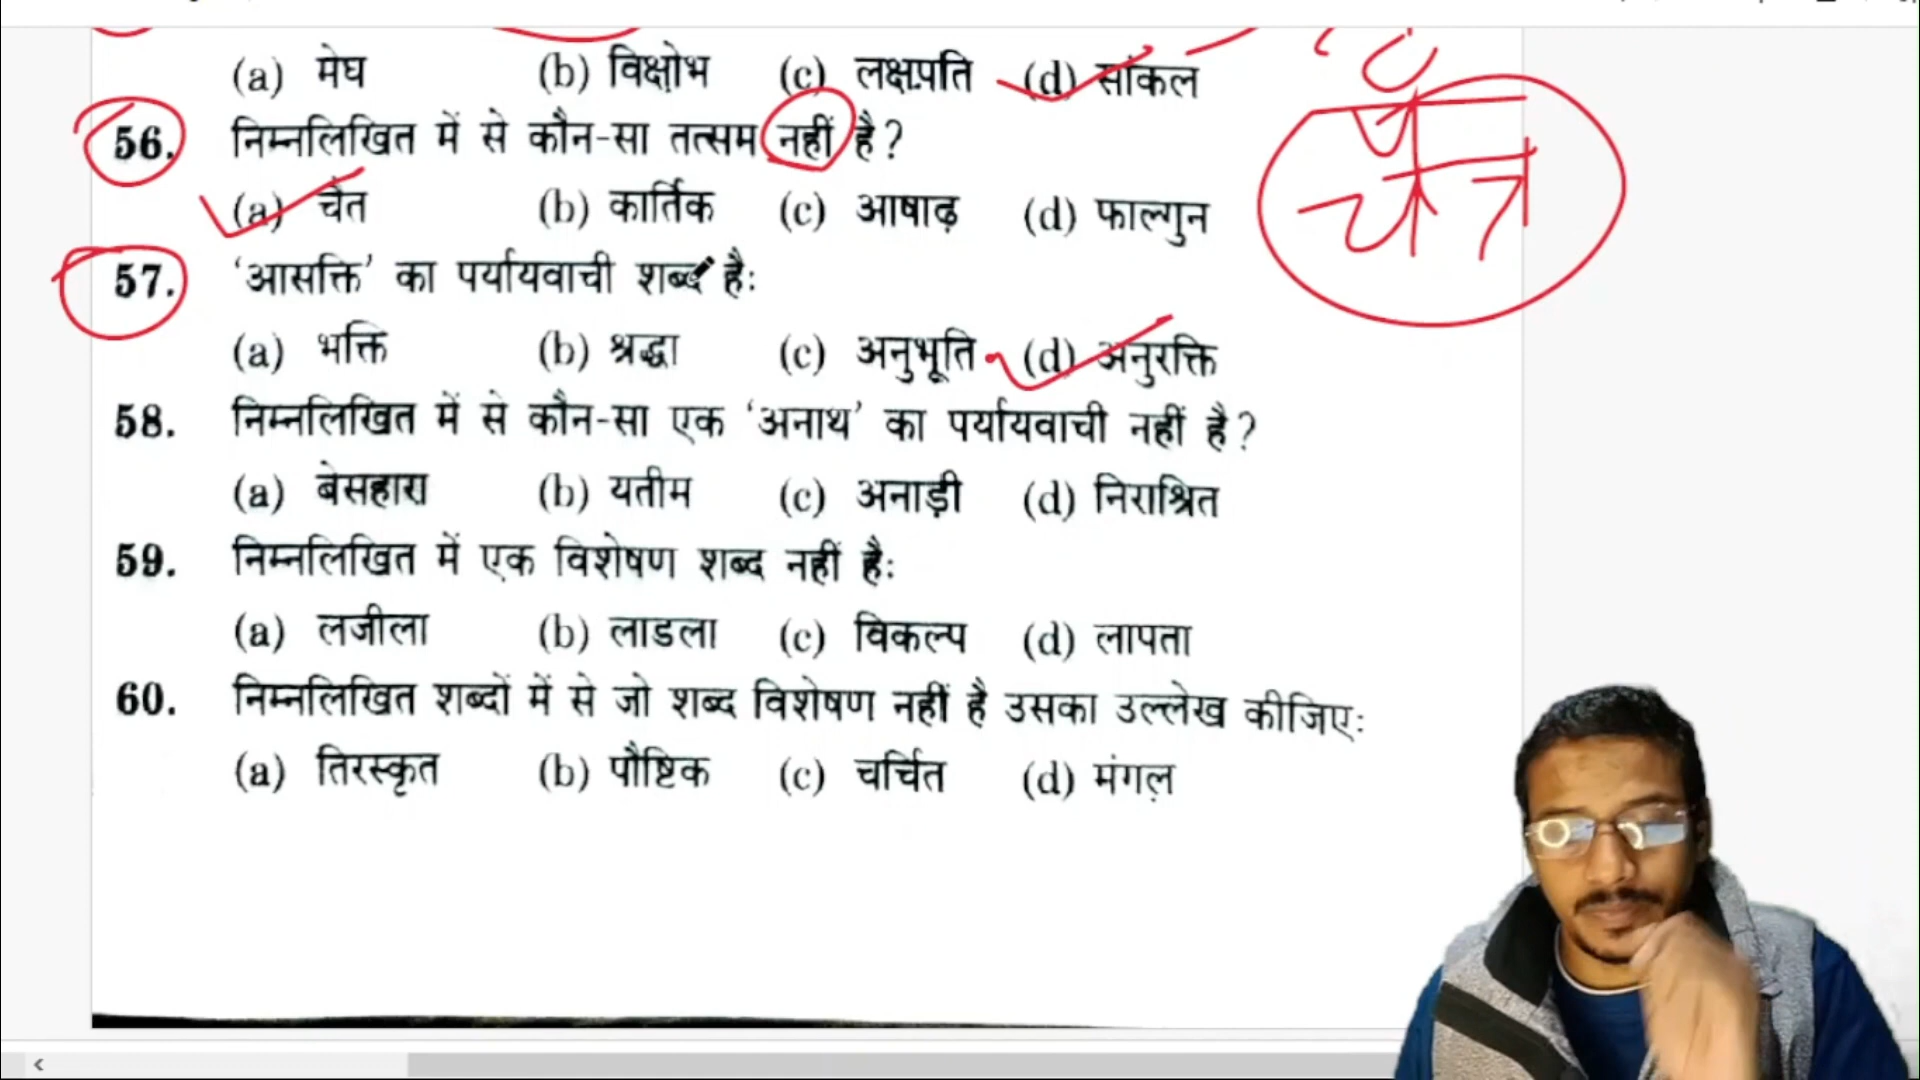 (a) मेघ (b) विक्षोभ (c) लक्षपति (d) सांकल
56. निम्नलिखित में से कौन-सा तत्सम नहीं है?
(a) चैत (b) कार्तिक (c) आषाढ़ (d) फाल्गुन
चैत्र
57. 'आसक्ति' का पर्यायवाची शब्द है:
(a) भक्ति (b) श्रद्धा (c) अनुभूति (d) अनुरक्ति
58. निम्नलिखित में से कौन-सा एक 'अनाथ' का पर्यायवाची नहीं है?
(a) बेसहारा (b) यतीम (c) अनाड़ी (d) निराश्रित
59. निम्नलिखित में एक विशेषण शब्द नहीं है:
(a) लजीला (b) लाडला (c) विकल्प (d) लापता
60. निम्नलिखित शब्दों में से जो शब्द विशेषण नहीं है उसका उल्लेख कीजिए:
(a) तिरस्कृत (b) पौष्टिक (c) चर्चित (d) मंगल